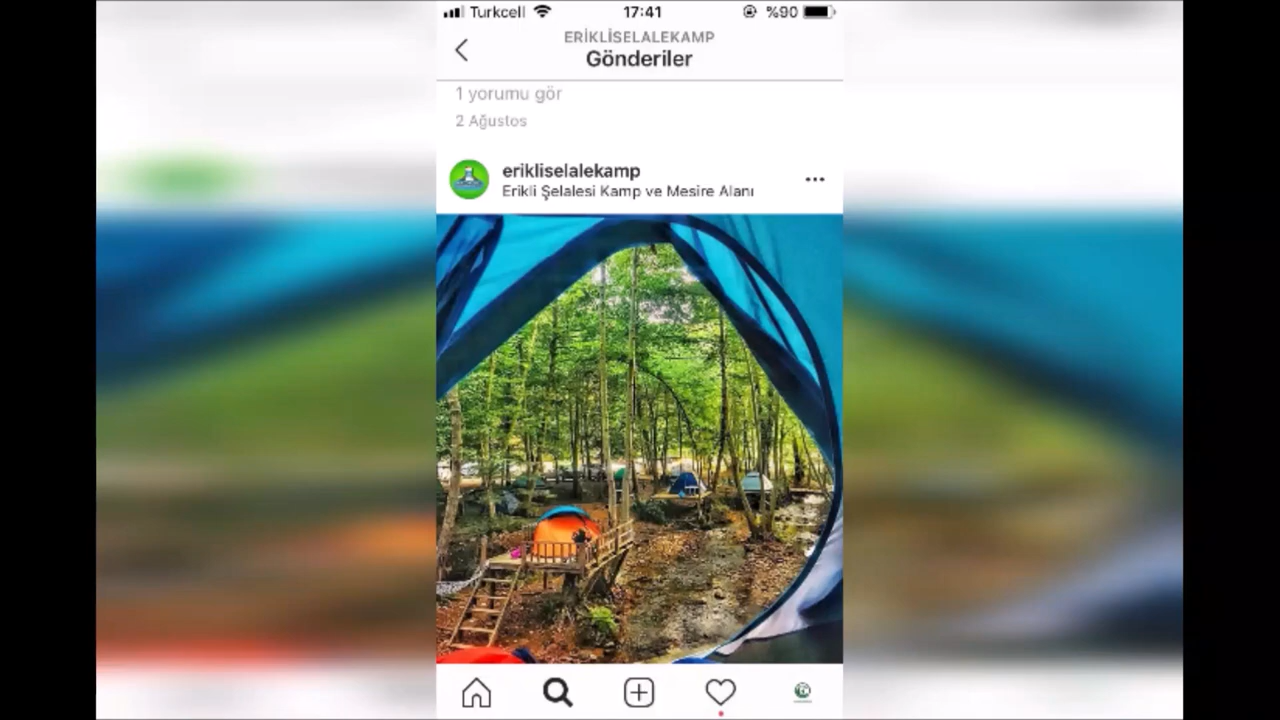 Turkcell 17:41 %90
ERİKLİSELALEKAMP
Gönderiler
1 yorumu gör
2 Ağustos
erikliselalekamp
Erikli Şelalesi Kamp ve Mesire Alanı